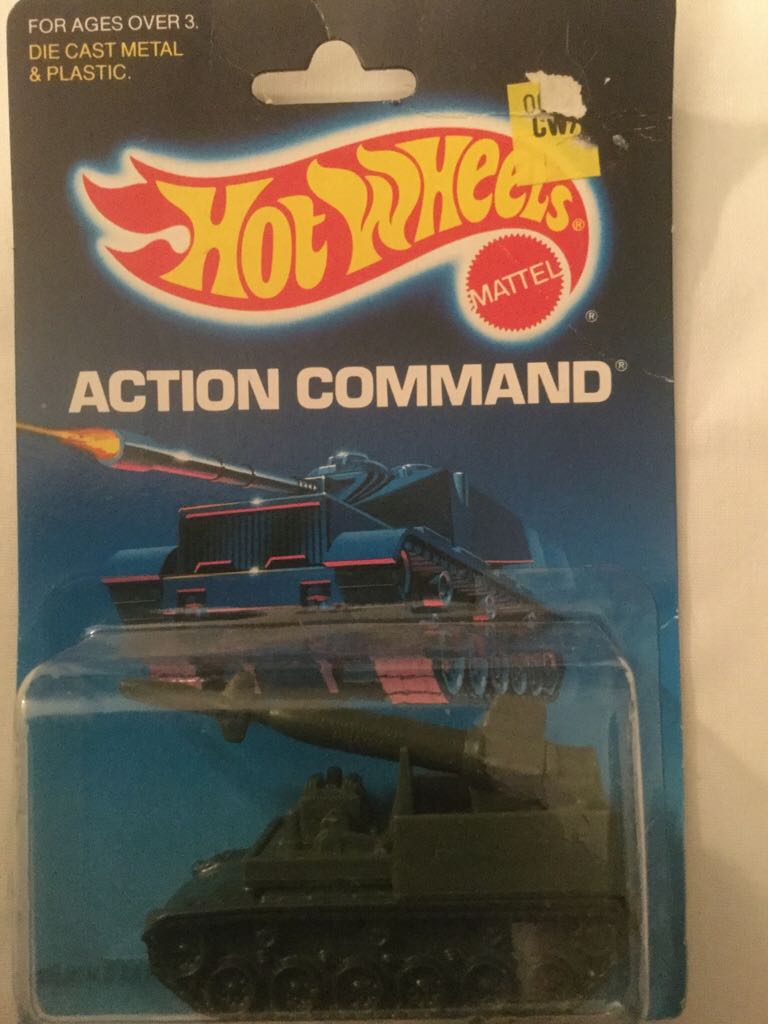 FOR AGES OVER 3.
DIE CAST METAL
& PLASTIC.
HOT WHEELS®
MATTEL
®
ACTION COMMAND®